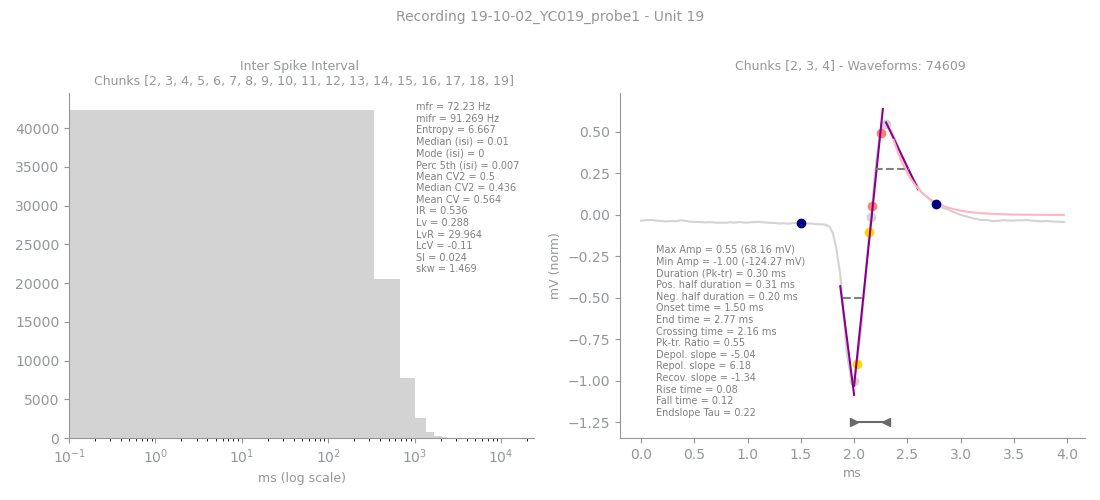 Recording 19-10-02_YC019_probe1 - Unit 19
Inter Spike Interval
Chunks [2, 3, 4, 5, 6, 7, 8, 9, 10, 11, 12, 13, 14, 15, 16, 17, 18, 19]
mfr = 72.23 Hz
mifr = 91.269 Hz
Entropy = 6.667
Median (isi) = 0.01
Mode (isi) = 0
Perc 5th (isi) = 0.007
Mean CV2 = 0.5
Median CV2 = 0.436
Mean CV = 0.564
IR = 0.536
Lv = 0.288
LvR = 29.964
LcV = -0.11
SI = 0.024
skw = 1.469
40000
35000
30000
25000
20000
15000
10000
5000
0
10⁻¹ 10⁰ 10¹ 10² 10³ 10⁴
ms (log scale)
Chunks [2, 3, 4] - Waveforms: 74609
mV (norm)
0.50
0.25
0.00
−0.25
−0.50
−0.75
−1.00
−1.25
Max Amp = 0.55 (68.16 mV)
Min Amp = -1.00 (-124.27 mV)
Duration (Pk-tr) = 0.30 ms
Pos. half duration = 0.31 ms
Neg. half duration = 0.20 ms
Onset time = 1.50 ms
End time = 2.77 ms
Crossing time = 2.16 ms
Pk-tr. Ratio = 0.55
Depol. slope = -5.04
Repol. slope = 6.18
Recov. slope = -1.34
Rise time = 0.08
Fall time = 0.12
Endslope Tau = 0.22
0.0 0.5 1.0 1.5 2.0 2.5 3.0 3.5 4.0
ms